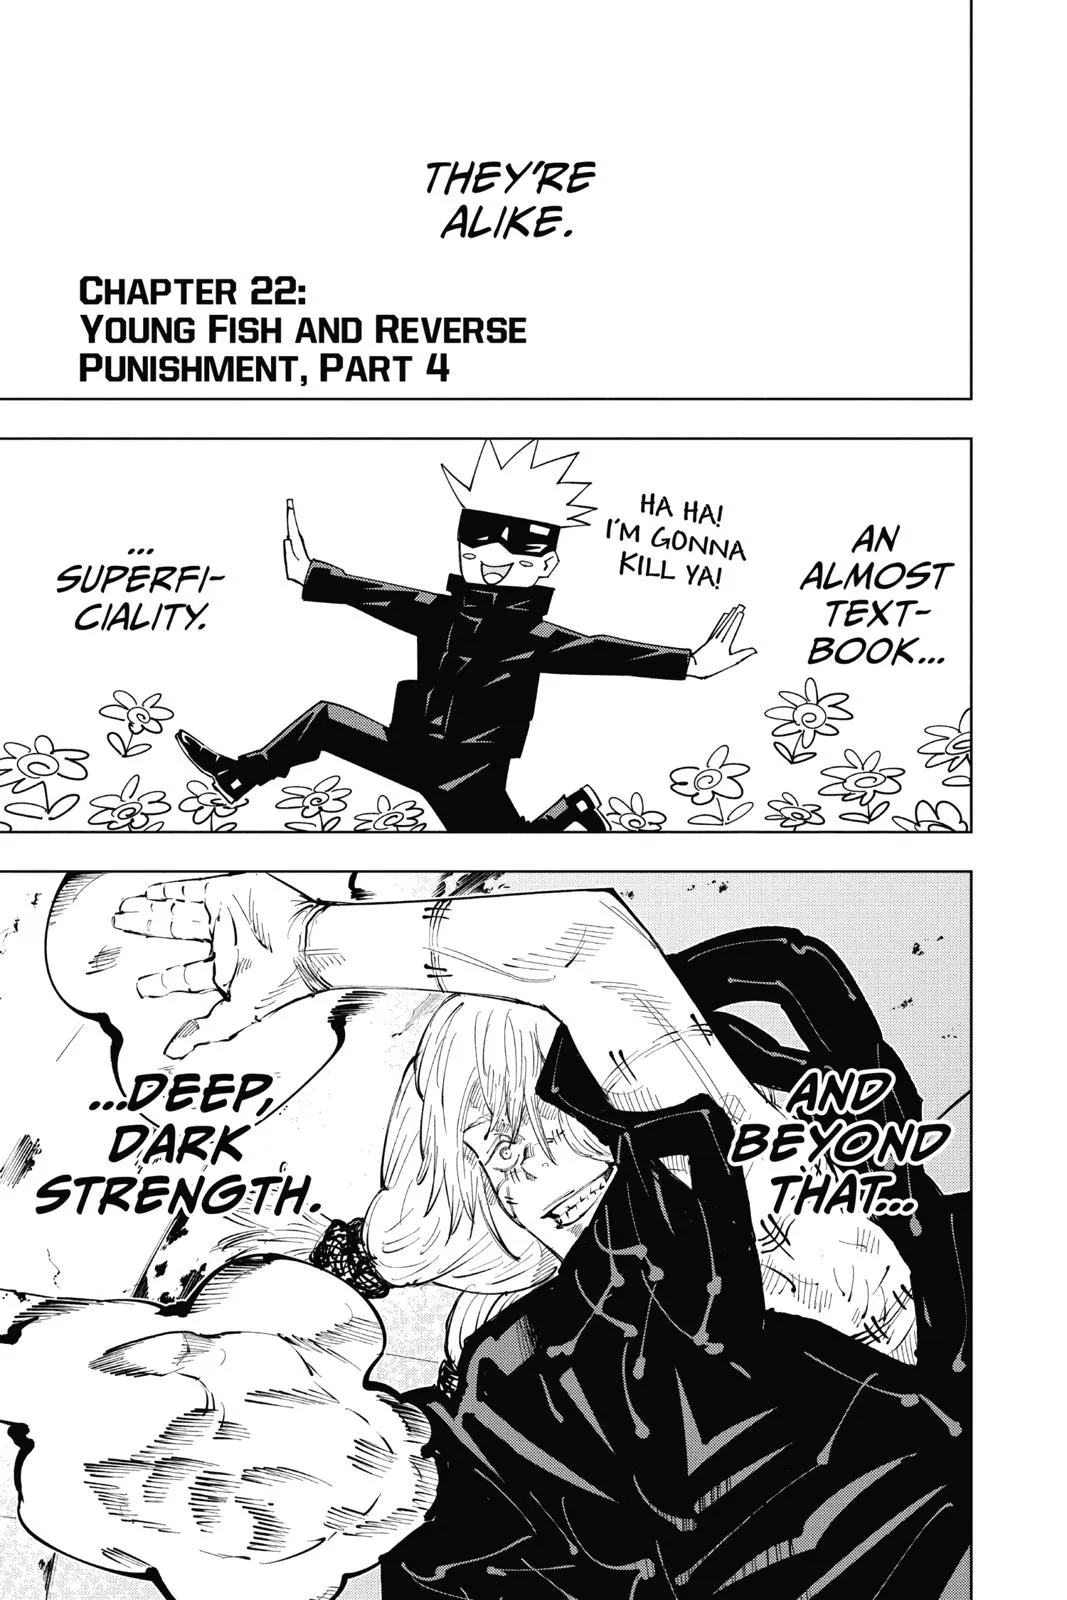 THEY'RE
ALIKE.
CHAPTER 22:
YOUNG FISH AND REVERSE
PUNISHMENT, PART 4
AN
ALMOST
TEXT-
BOOK...
HA HA!
I'M GONNA
KILL YA!
...
SUPERFI-
CIALITY.
AND
BEYOND
THAT...
...DEEP,
DARK
STRENGTH.